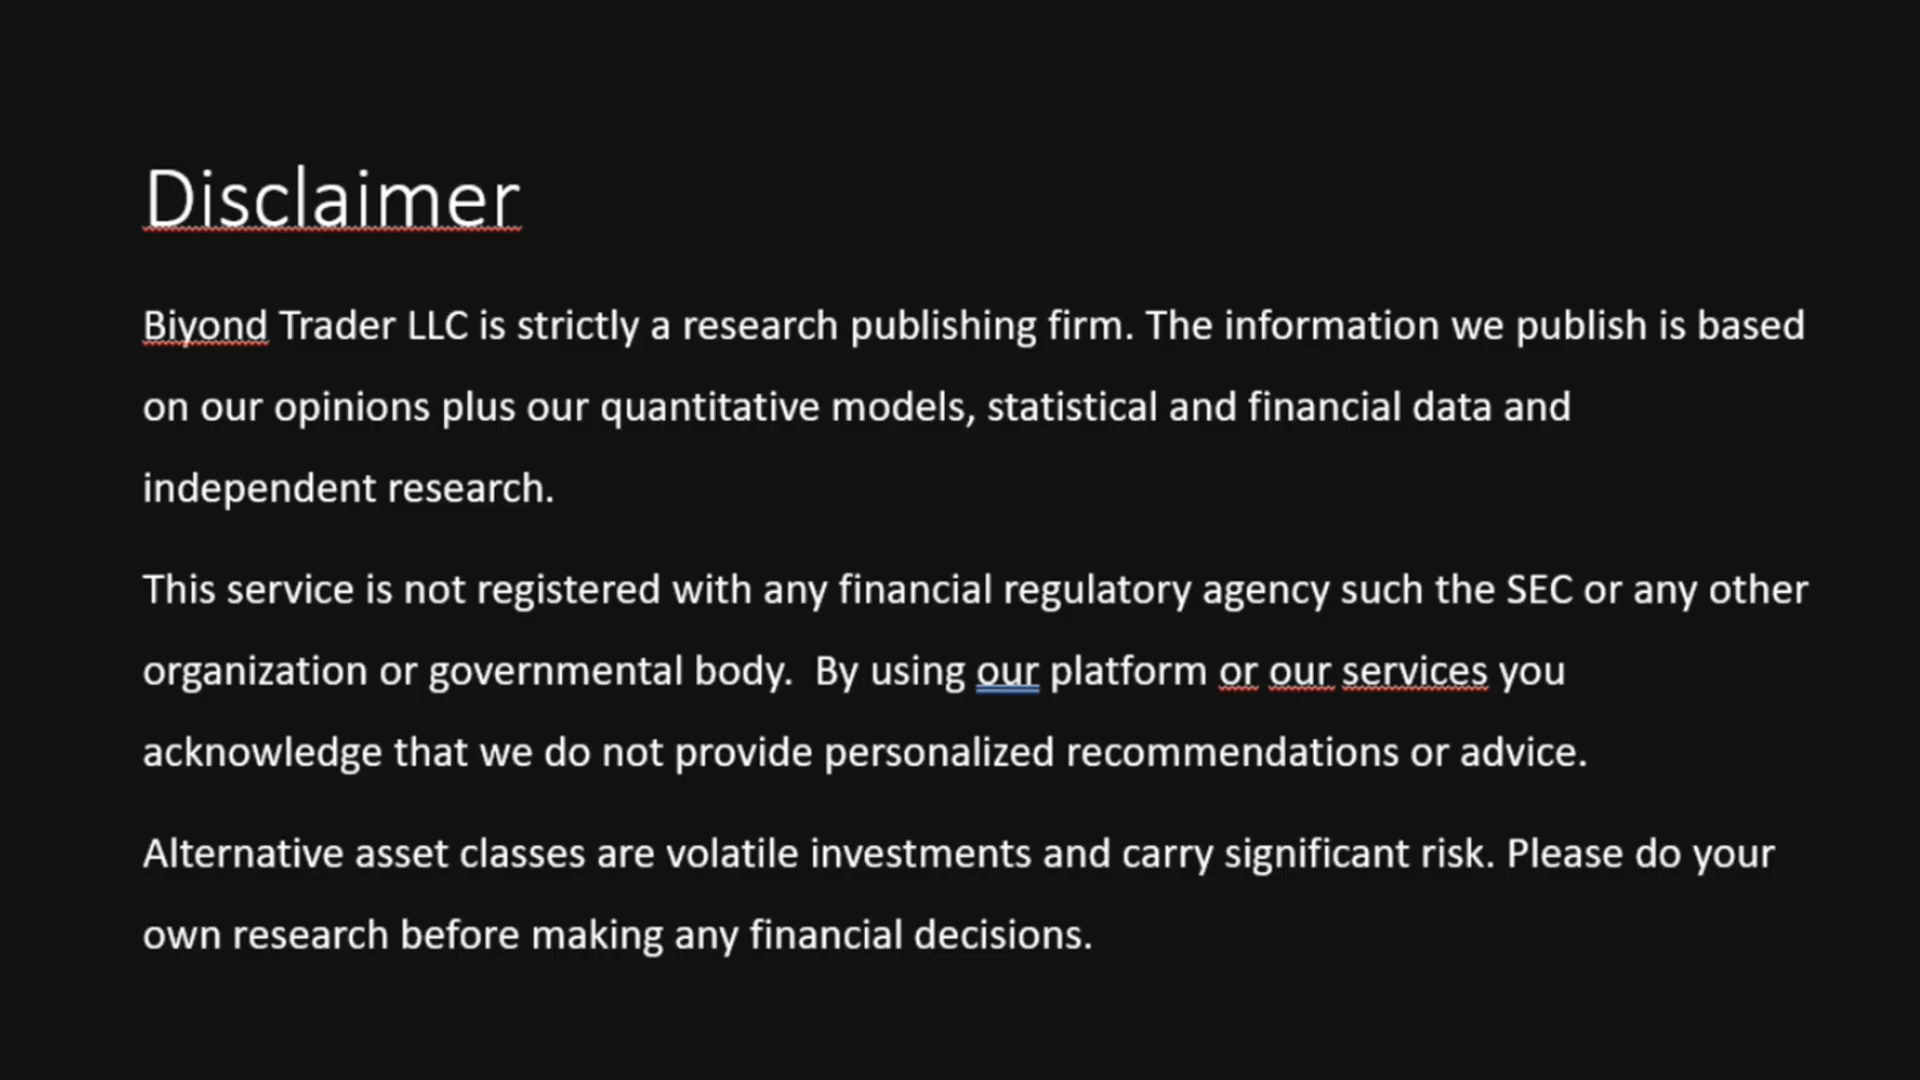 Disclaimer
Biyond Trader LLC is strictly a research publishing firm. The information we publish is based
on our opinions plus our quantitative models, statistical and financial data and
independent research.
This service is not registered with any financial regulatory agency such the SEC or any other
organization or governmental body.  By using our platform or our services you
acknowledge that we do not provide personalized recommendations or advice.
Alternative asset classes are volatile investments and carry significant risk. Please do your
own research before making any financial decisions.